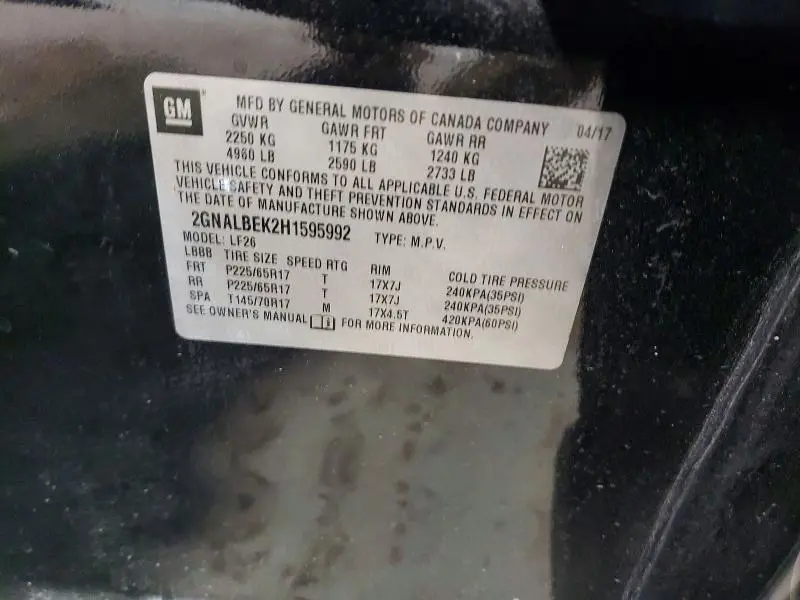 GM MFD BY GENERAL MOTORS OF CANADA COMPANY 04/17
GVWR GAWR FRT GAWR RR
2250 KG 1175 KG 1240 KG
4960 LB 2590 LB 2733 LB
THIS VEHICLE CONFORMS TO ALL APPLICABLE U.S. FEDERAL MOTOR
VEHICLE SAFETY AND THEFT PREVENTION STANDARDS IN EFFECT ON
THE DATE OF MANUFACTURE SHOWN ABOVE.
2GNALBEK2H1595992 TYPE: M.P.V.
MODEL: LF26
LBBB TIRE SIZE SPEED RTG RIM COLD TIRE PRESSURE
FRT P225/65R17 T 17X7J 240KPA(35PSI)
RR P225/65R17 T 17X7J 240KPA(35PSI)
SPA T145/70R17 M 17X4.5T 420KPA(60PSI)
SEE OWNER'S MANUAL FOR MORE INFORMATION.